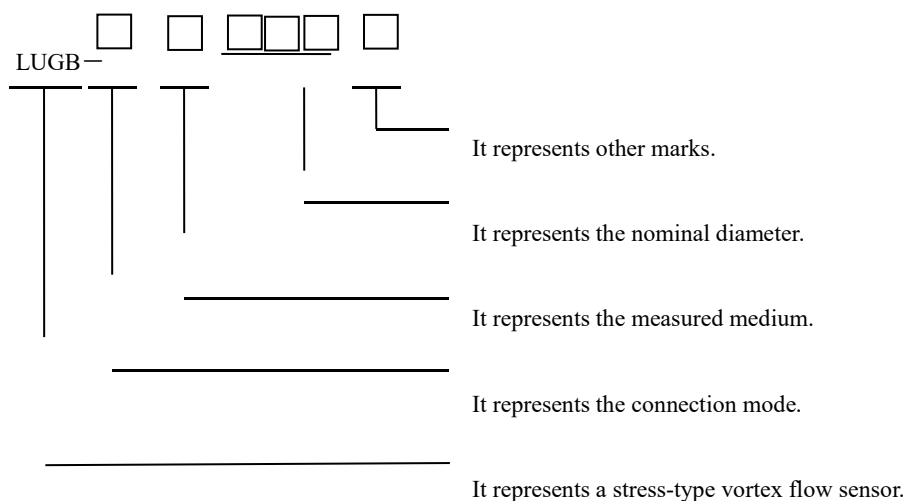 LUGB—□ □ □□□ □
It represents other marks.
It represents the nominal diameter.
It represents the measured medium.
It represents the connection mode.
It represents a stress-type vortex flow sensor.